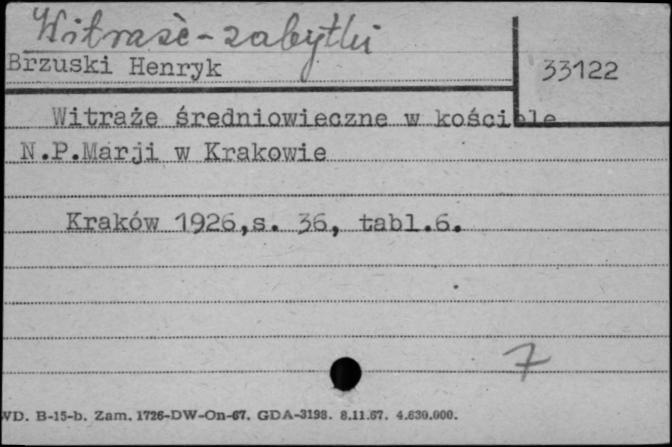 Witraże - zabytki
Brzuski Henryk
33122
Witraże średniowieczne w kościele
N.P.Marji w Krakowie
Kraków 1926,s. 36, tabl.6.
7
WD. B-15-b. Zam. 1726-DW-On-67. GDA-3198. 8.11.67. 4.630.000.